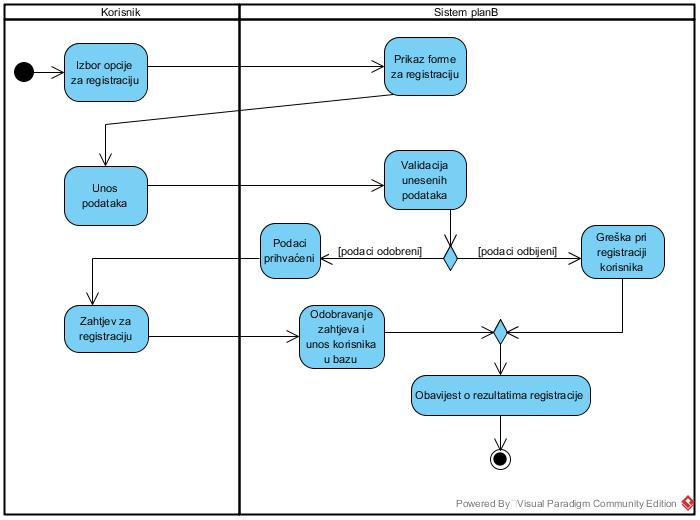 Korisnik
Sistem planB
Izbor opcije
za registraciju
Prikaz forme
za registraciju
Unos
podataka
Validacija
unesenih
podataka
Podaci
prihvaćeni
[podaci odobreni]
[podaci odbijeni]
Greška pri
registraciji
korisnika
Zahtjev za
registraciju
Odobravanje
zahtjeva i
unos korisnika
u bazu
Obavijest o rezultatima registracije
Powered By Visual Paradigm Community Edition